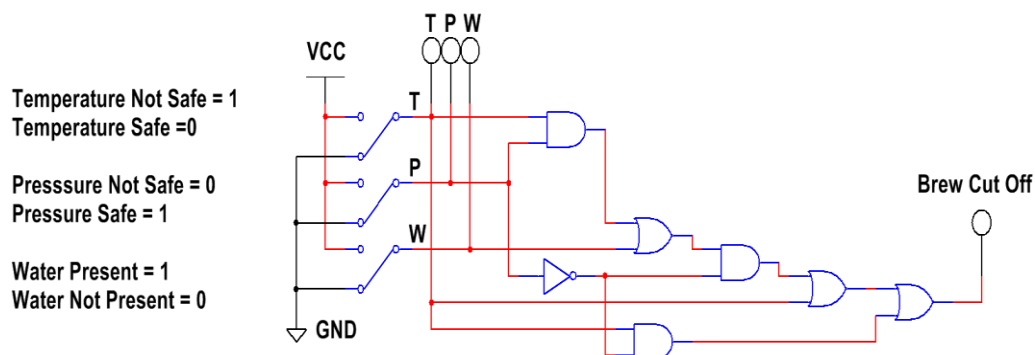 T P W
VCC
Temperature Not Safe = 1
Temperature Safe =0
T
Presssure Not Safe = 0
Pressure Safe = 1
P
Brew Cut Off
W
Water Present = 1
Water Not Present = 0
GND